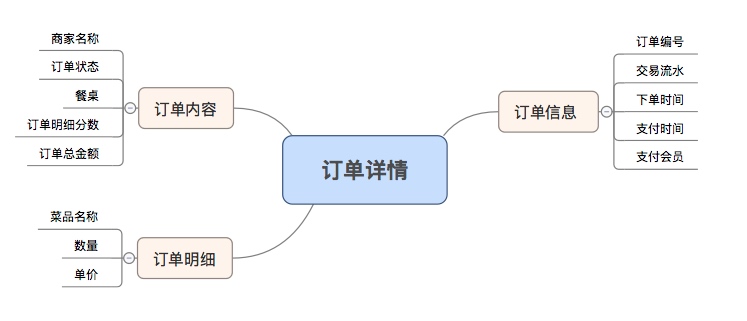 订单详情
订单内容
商家名称
订单状态
餐桌
订单明细分数
订单总金额
订单明细
菜品名称
数量
单价
订单信息
订单编号
交易流水
下单时间
支付时间
支付会员